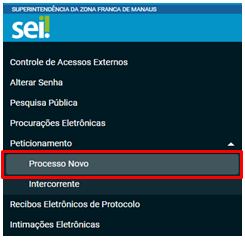 SUPERINTENDÊNCIA DA ZONA FRANCA DE MANAUS
sei!
Controle de Acessos Externos
Alterar Senha
Pesquisa Pública
Procurações Eletrônicas
Peticionamento
Processo Novo
Intercorrente
Recibos Eletrônicos de Protocolo
Intimações Eletrônicas